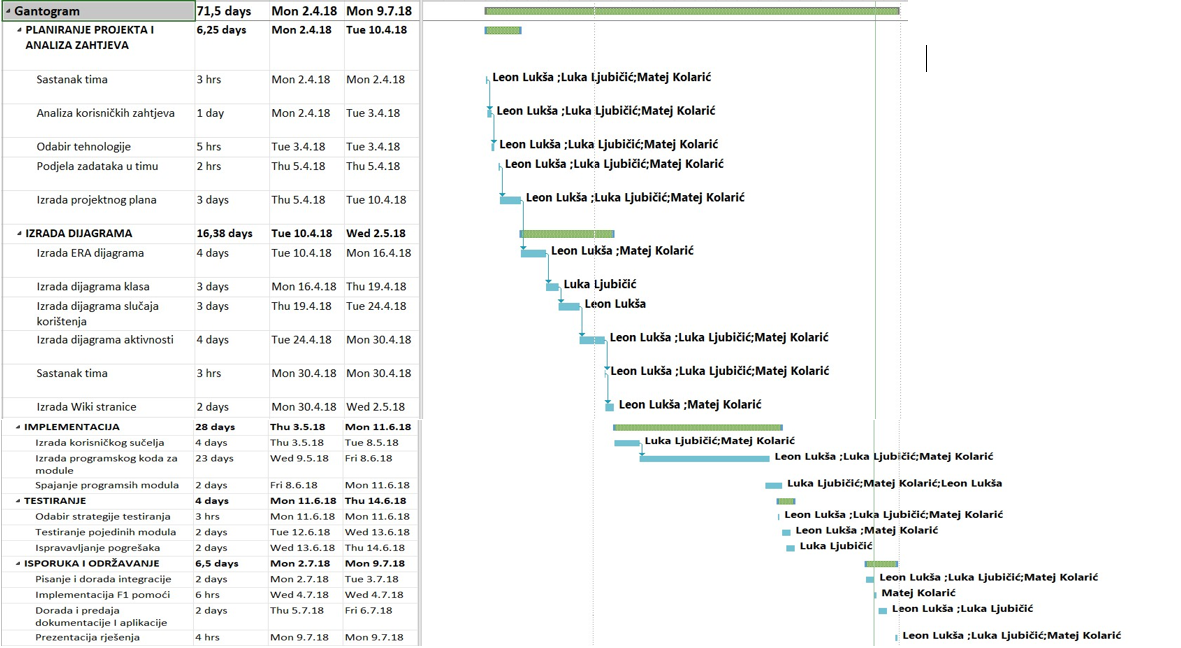 Gantogram 71,5 days Mon 2.4.18 Mon 9.7.18
PLANIRANJE PROJEKTA I 6,25 days Mon 2.4.18 Tue 10.4.18
ANALIZA ZAHTJEVA
Sastanak tima 3 hrs Mon 2.4.18 Mon 2.4.18 Leon Lukša ;Luka Ljubičić;Matej Kolarić
Analiza korisničkih zahtjeva 1 day Mon 2.4.18 Tue 3.4.18 Leon Lukša ;Luka Ljubičić;Matej Kolarić
Odabir tehnologije 5 hrs Tue 3.4.18 Tue 3.4.18 Leon Lukša ;Luka Ljubičić;Matej Kolarić
Podjela zadataka u timu 2 hrs Thu 5.4.18 Thu 5.4.18 Leon Lukša ;Luka Ljubičić;Matej Kolarić
Izrada projektnog plana 3 days Thu 5.4.18 Tue 10.4.18 Leon Lukša ;Luka Ljubičić;Matej Kolarić
IZRADA DIJAGRAMA 16,38 days Tue 10.4.18 Wed 2.5.18
Izrada ERA dijagrama 4 days Tue 10.4.18 Mon 16.4.18 Leon Lukša ;Matej Kolarić
Izrada dijagrama klasa 3 days Mon 16.4.18 Thu 19.4.18 Luka Ljubičić
Izrada dijagrama slučaja 3 days Thu 19.4.18 Tue 24.4.18 Leon Lukša
korištenja
Izrada dijagrama aktivnosti 4 days Tue 24.4.18 Mon 30.4.18 Leon Lukša ;Luka Ljubičić;Matej Kolarić
Sastanak tima 3 hrs Mon 30.4.18 Mon 30.4.18 Leon Lukša ;Luka Ljubičić;Matej Kolarić
Izrada Wiki stranice 2 days Mon 30.4.18 Wed 2.5.18 Leon Lukša ;Matej Kolarić
IMPLEMENTACIJA 28 days Thu 3.5.18 Mon 11.6.18
Izrada korisničkog sučelja 4 days Thu 3.5.18 Tue 8.5.18 Luka Ljubičić;Matej Kolarić
Izrada programskog koda za 23 days Wed 9.5.18 Fri 8.6.18 Leon Lukša ;Luka Ljubičić;Matej Kolarić
module
Spajanje programsih modula 2 days Fri 8.6.18 Mon 11.6.18 Luka Ljubičić;Matej Kolarić;Leon Lukša
TESTIRANJE 4 days Mon 11.6.18 Thu 14.6.18
Odabir strategije testiranja 3 hrs Mon 11.6.18 Mon 11.6.18 Leon Lukša ;Luka Ljubičić;Matej Kolarić
Testiranje pojedinih modula 2 days Tue 12.6.18 Wed 13.6.18 Leon Lukša ;Matej Kolarić
Ispravavljanje pogrešaka 2 days Wed 13.6.18 Thu 14.6.18 Luka Ljubičić
ISPORUKA I ODRŽAVANJE 6,5 days Mon 2.7.18 Mon 9.7.18
Pisanje i dorada integracije 2 days Mon 2.7.18 Tue 3.7.18 Leon Lukša ;Luka Ljubičić;Matej Kolarić
Implementacija F1 pomoći 6 hrs Wed 4.7.18 Wed 4.7.18 Matej Kolarić
Dorada i predaja 2 days Thu 5.7.18 Fri 6.7.18 Leon Lukša ;Luka Ljubičić
dokumentacije I aplikacije
Prezentacija rješenja 4 hrs Mon 9.7.18 Mon 9.7.18 Leon Lukša ;Luka Ljubičić;Matej Kolarić